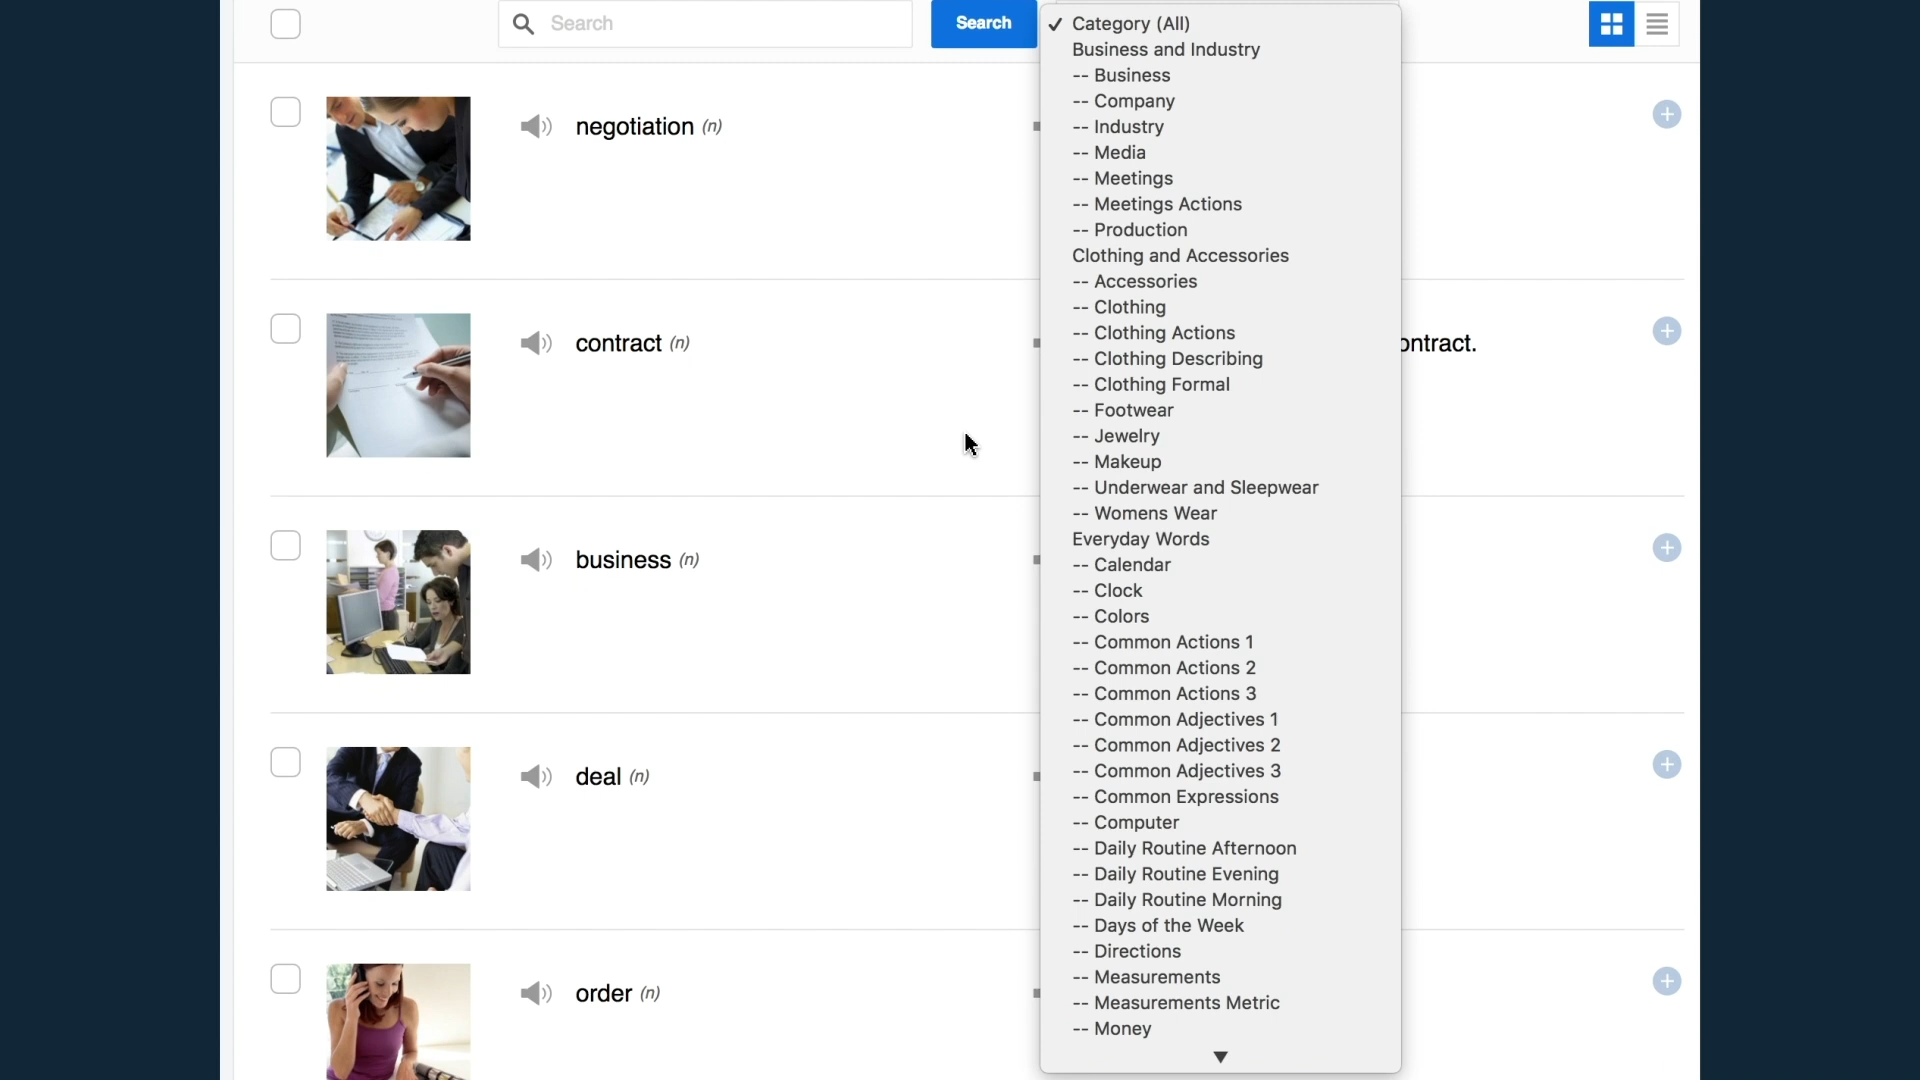 Search
Search
✓ Category (All)
Business and Industry
-- Business
-- Company
-- Industry
-- Media
-- Meetings
-- Meetings Actions
-- Production
Clothing and Accessories
-- Accessories
-- Clothing
-- Clothing Actions
-- Clothing Describing
-- Clothing Formal
-- Footwear
-- Jewelry
-- Makeup
-- Underwear and Sleepwear
-- Womens Wear
Everyday Words
-- Calendar
-- Clock
-- Colors
-- Common Actions 1
-- Common Actions 2
-- Common Actions 3
-- Common Adjectives 1
-- Common Adjectives 2
-- Common Adjectives 3
-- Common Expressions
-- Computer
-- Daily Routine Afternoon
-- Daily Routine Evening
-- Daily Routine Morning
-- Days of the Week
-- Directions
-- Measurements
-- Measurements Metric
-- Money
negotiation (n)
contract (n)
ontract.
business (n)
deal (n)
order (n)